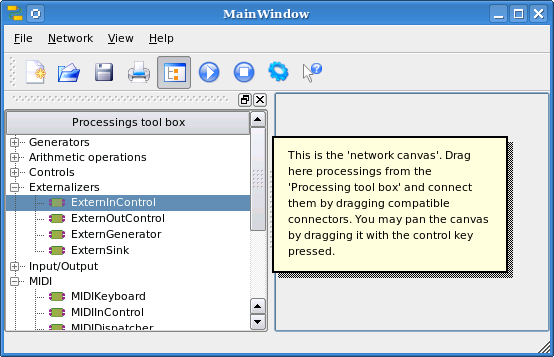 MainWindow
File Network View Help
Processings tool box
Generators
Arithmetic operations
Controls
Externalizers
ExternInControl
ExternOutControl
ExternGenerator
ExternSink
Input/Output
MIDI
MIDIKeyboard
MIDIInControl
MIDIDispatcher
This is the 'network canvas'. Drag
here processings from the
'Processing tool box' and connect
them by dragging compatible
connectors. You may pan the canvas
by dragging it with the control key
pressed.